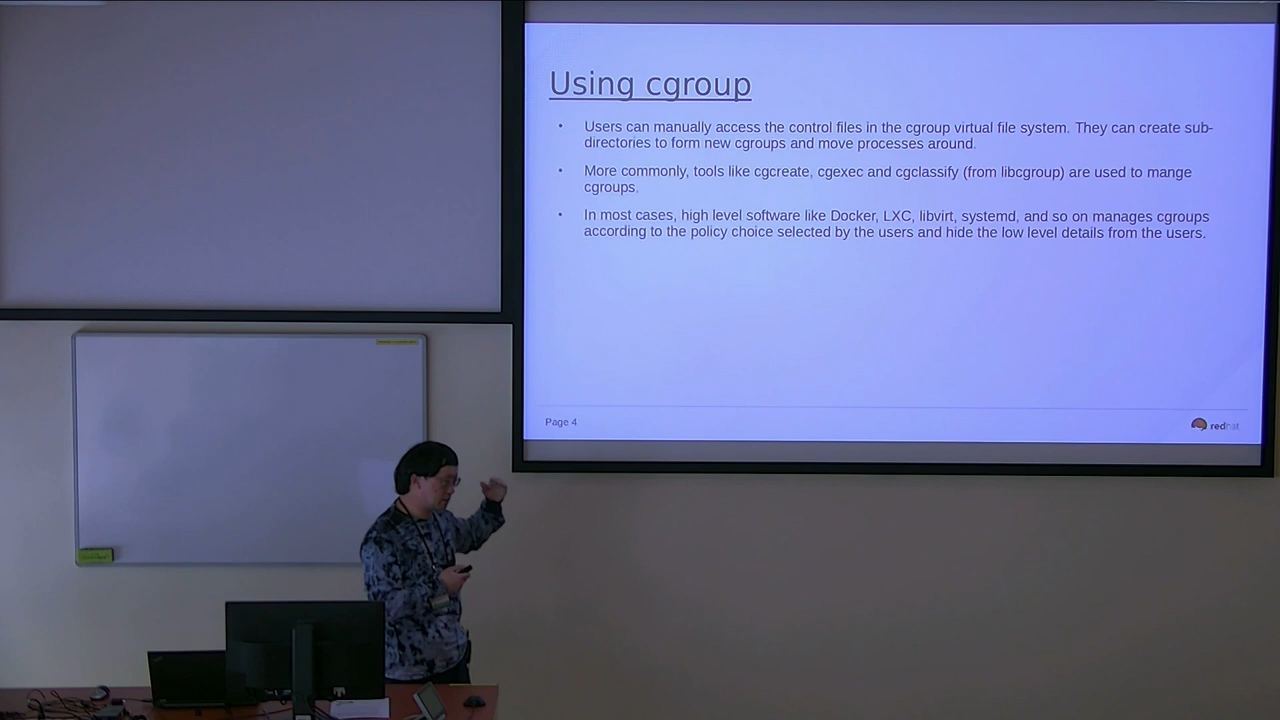 Using cgroup
• Users can manually access the control files in the cgroup virtual file system. They can create sub-
directories to form new cgroups and move processes around.
• More commonly, tools like cgcreate, cgexec and cgclassify (from libcgroup) are used to mange
cgroups.
• In most cases, high level software like Docker, LXC, libvirt, systemd, and so on manages cgroups
according to the policy choice selected by the users and hide the low level details from the users.
Page 4
redhat